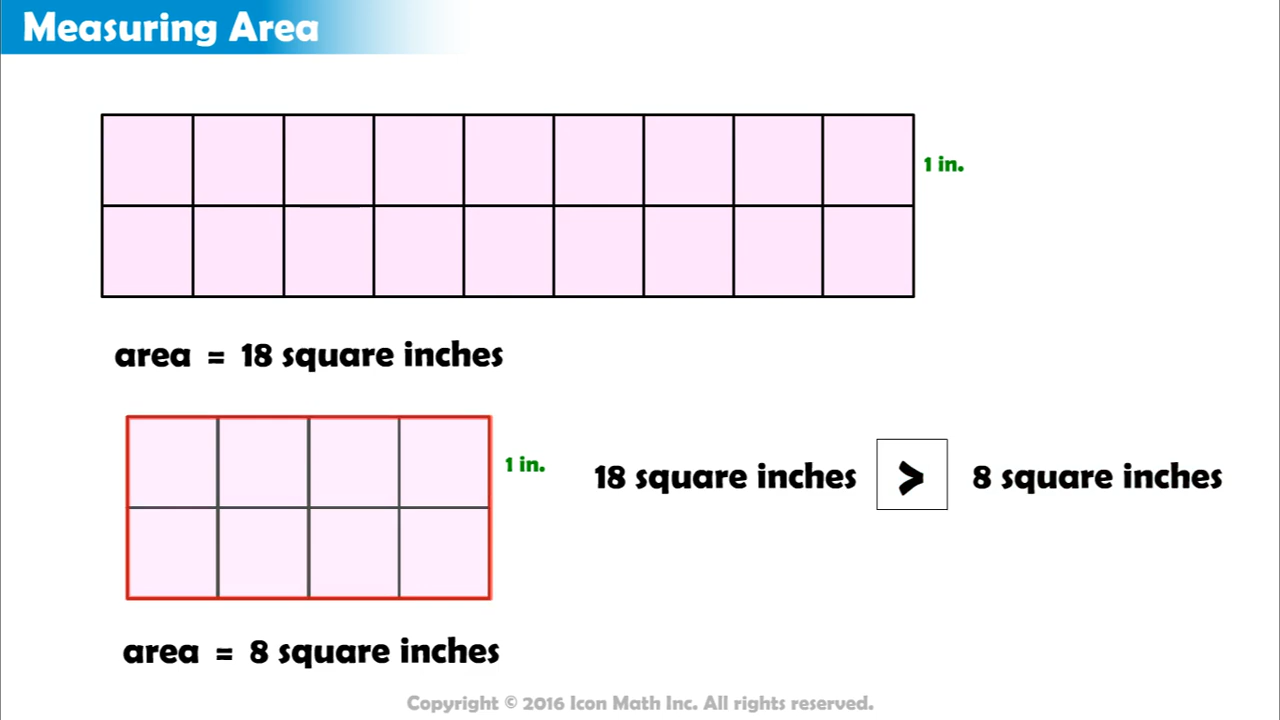 Measuring Area
1 in.
area = 18 square inches
1 in.
18 square inches > 8 square inches
area = 8 square inches
Copyright © 2016 Icon Math Inc. All rights reserved.